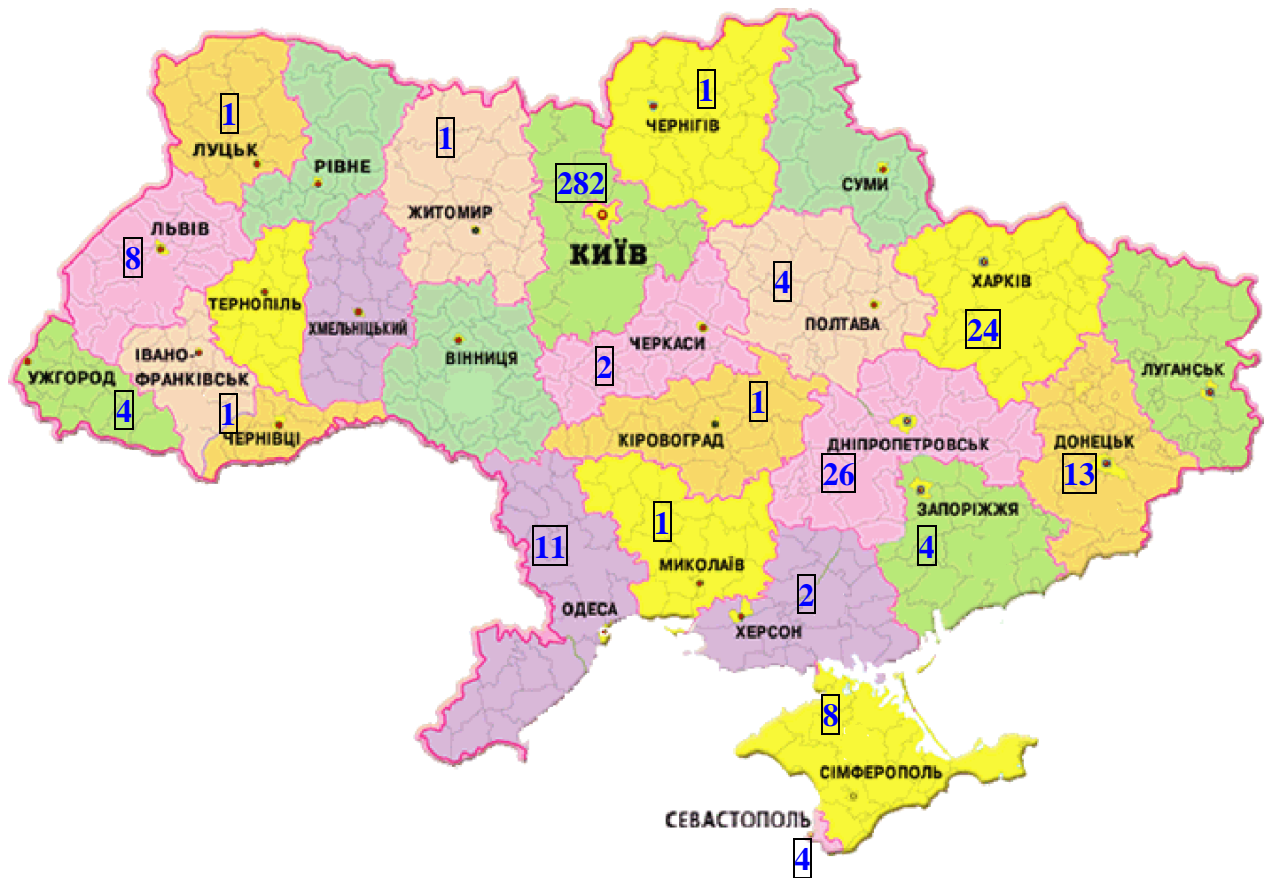 1
ЧЕРНІГІВ
1
ЛУЦЬК
1
РІВНЕ
282
СУМИ
ЖИТОМИР
ЛЬВІВ
8
КИЇВ
4
ХАРКІВ
ТЕРНОПІЛЬ
ХМЕЛЬНІЦЬКИЙ
ПОЛТАВА
24
ЧЕРКАСИ
ІВАНО-
ФРАНКІВСЬК
ВІННИЦЯ
2
ЛУГАНСЬК
УЖГОРОД
4
1
ЧЕРНІВЦІ
1
КІРОВОГРАД
ДНІПРОПЕТРОВСЬК
26
ДОНЕЦЬК
13
ЗАПОРІЖЖЯ
4
11
1
МИКОЛАЇВ
2
ОДЕСА
ХЕРСОН
8
СІМФЕРОПОЛЬ
СЕВАСТОПОЛЬ
4